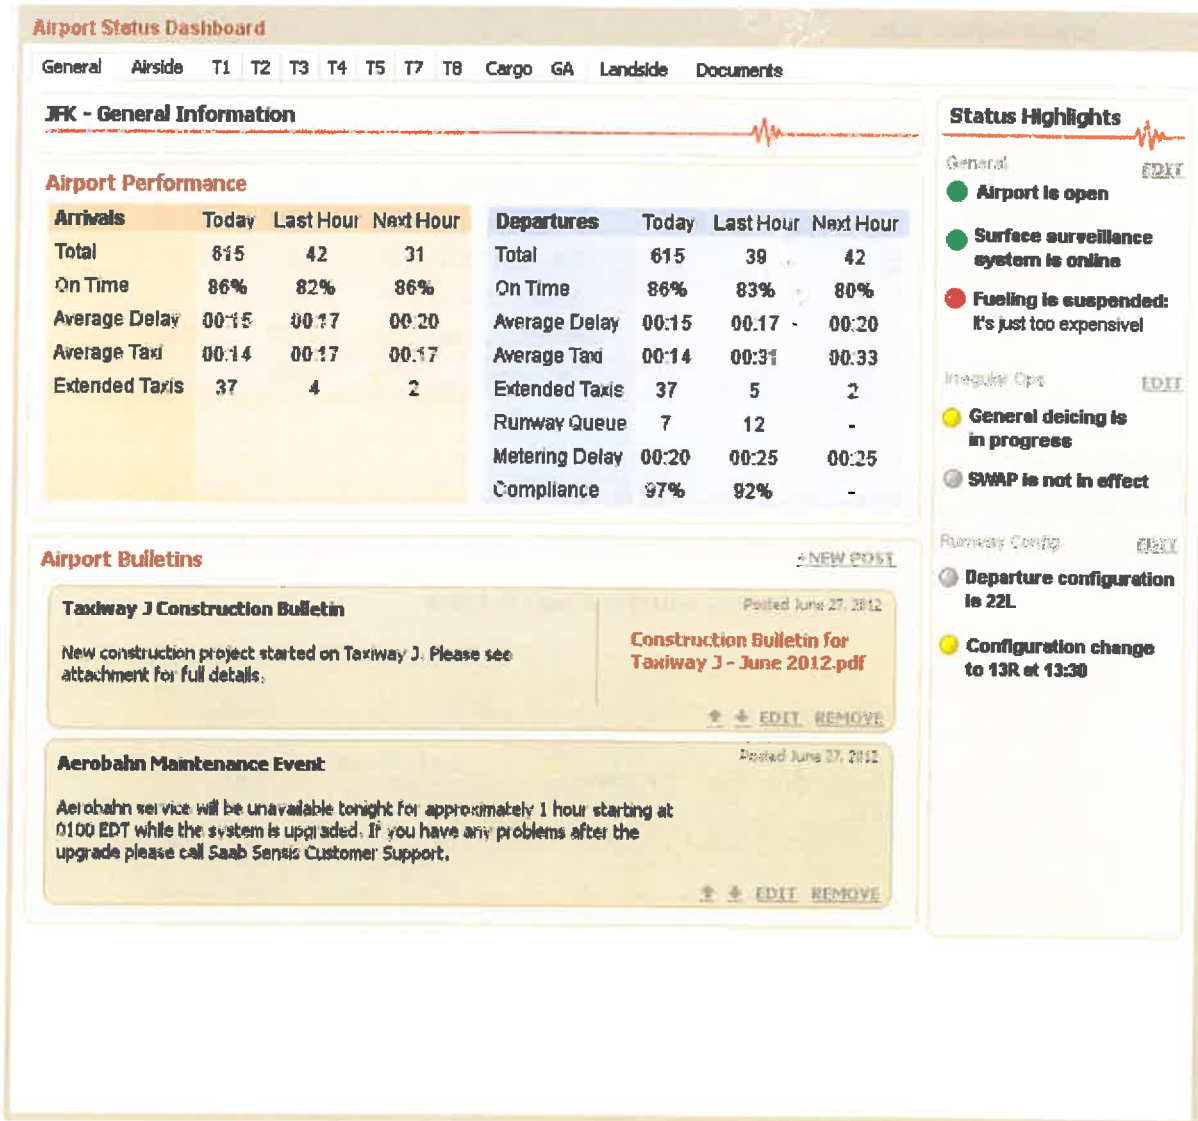 Airport Status Dashboard
General Airside T1 T2 T3 T4 T5 T7 T8 Cargo GA Landside Documents
JFK - General Information
Airport Performance
Arrivals Today Last Hour Next Hour
Total 615 42 31
On Time 86% 82% 86%
Average Delay 00:15 00:17 00:20
Average Taxi 00:14 00:17 00:17
Extended Taxis 37 4 2
Departures Today Last Hour Next Hour
Total 615 39 42
On Time 86% 83% 80%
Average Delay 00:15 00:17 00:20
Average Taxi 00:14 00:31 00:33
Extended Taxis 37 5 2
Runway Queue 7 12 -
Metering Delay 00:20 00:25 00:25
Compliance 97% 92% -
Airport Bulletins
+NEW POST
Taxiway J Construction Bulletin
Posted June 27, 2012
New construction project started on Taxiway J. Please see
attachment for full details.
Construction Bulletin for
Taxiway J - June 2012.pdf
EDIT REMOVE
Aerobahn Maintenance Event
Posted June 27, 2012
Aerobahn service will be unavailable tonight for approximately 1 hour starting at
0100 EDT while the system is upgraded. If you have any problems after the
upgrade please call Saab Sensis Customer Support.
EDIT REMOVE
Status Highlights
General EDIT
Airport is open
Surface surveillance
system is online
Fueling is suspended:
It's just too expensive!
Irregular Ops EDIT
General deicing is
in progress
SWAP is not in effect
Runway Config EDIT
Departure configuration
is 22L
Configuration change
to 13R at 13:30